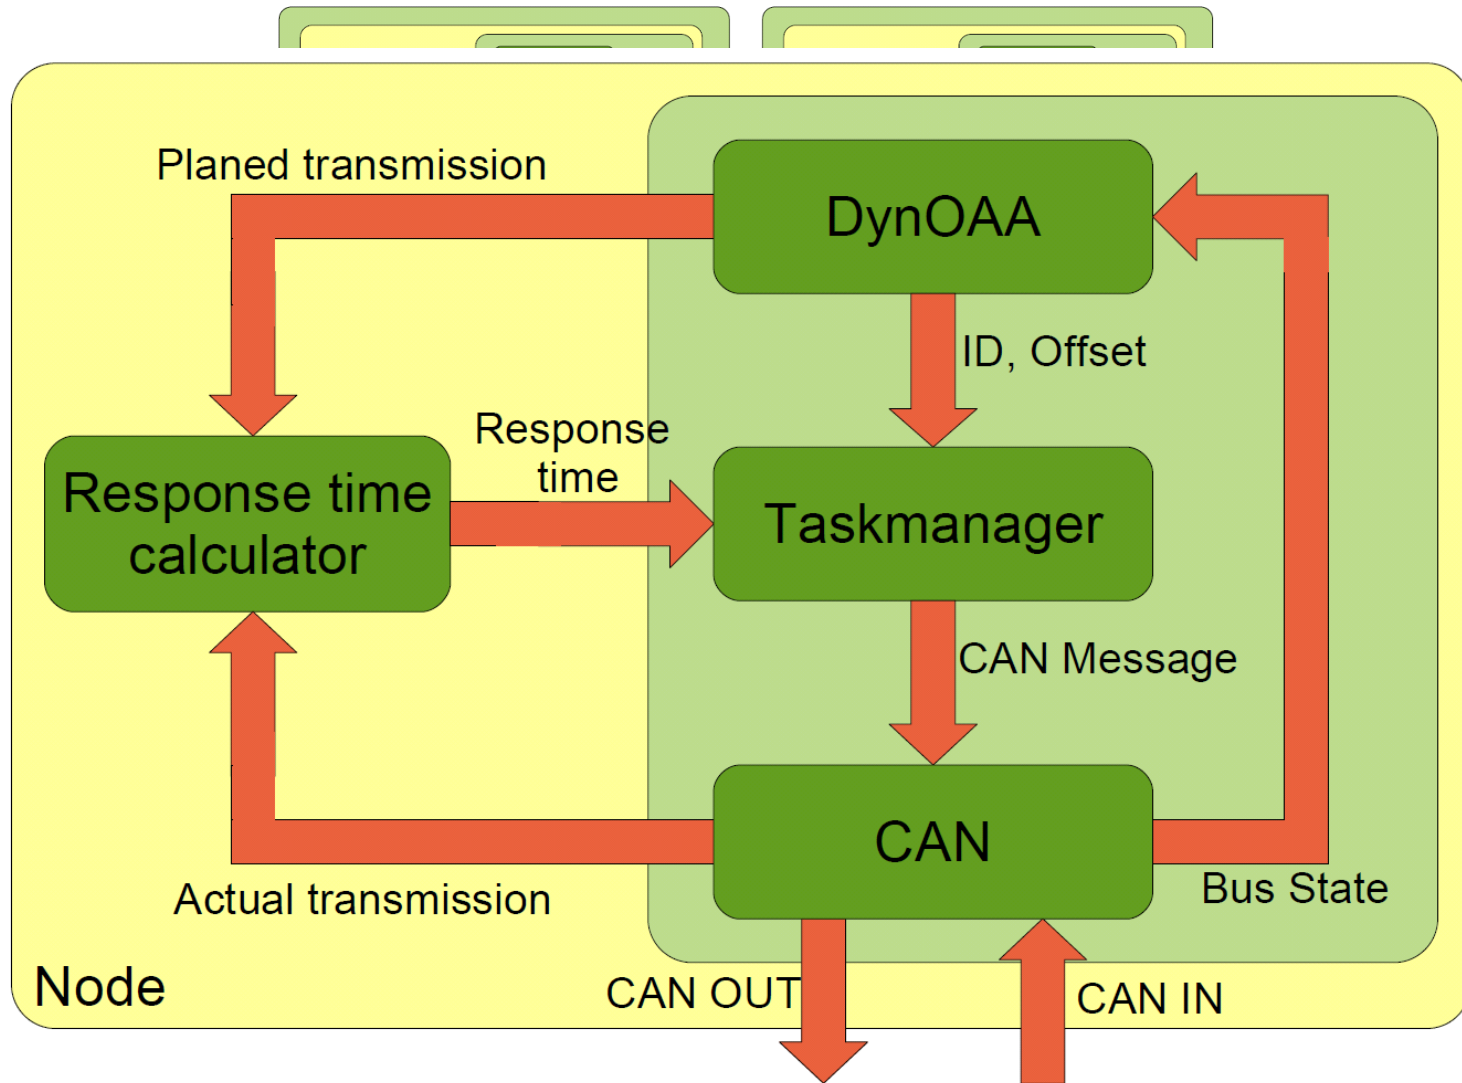 Planed transmission
DynOAA
ID, Offset
Response
time
Response time
calculator
Taskmanager
CAN Message
CAN
Actual transmission
Bus State
Node
CAN OUT
CAN IN